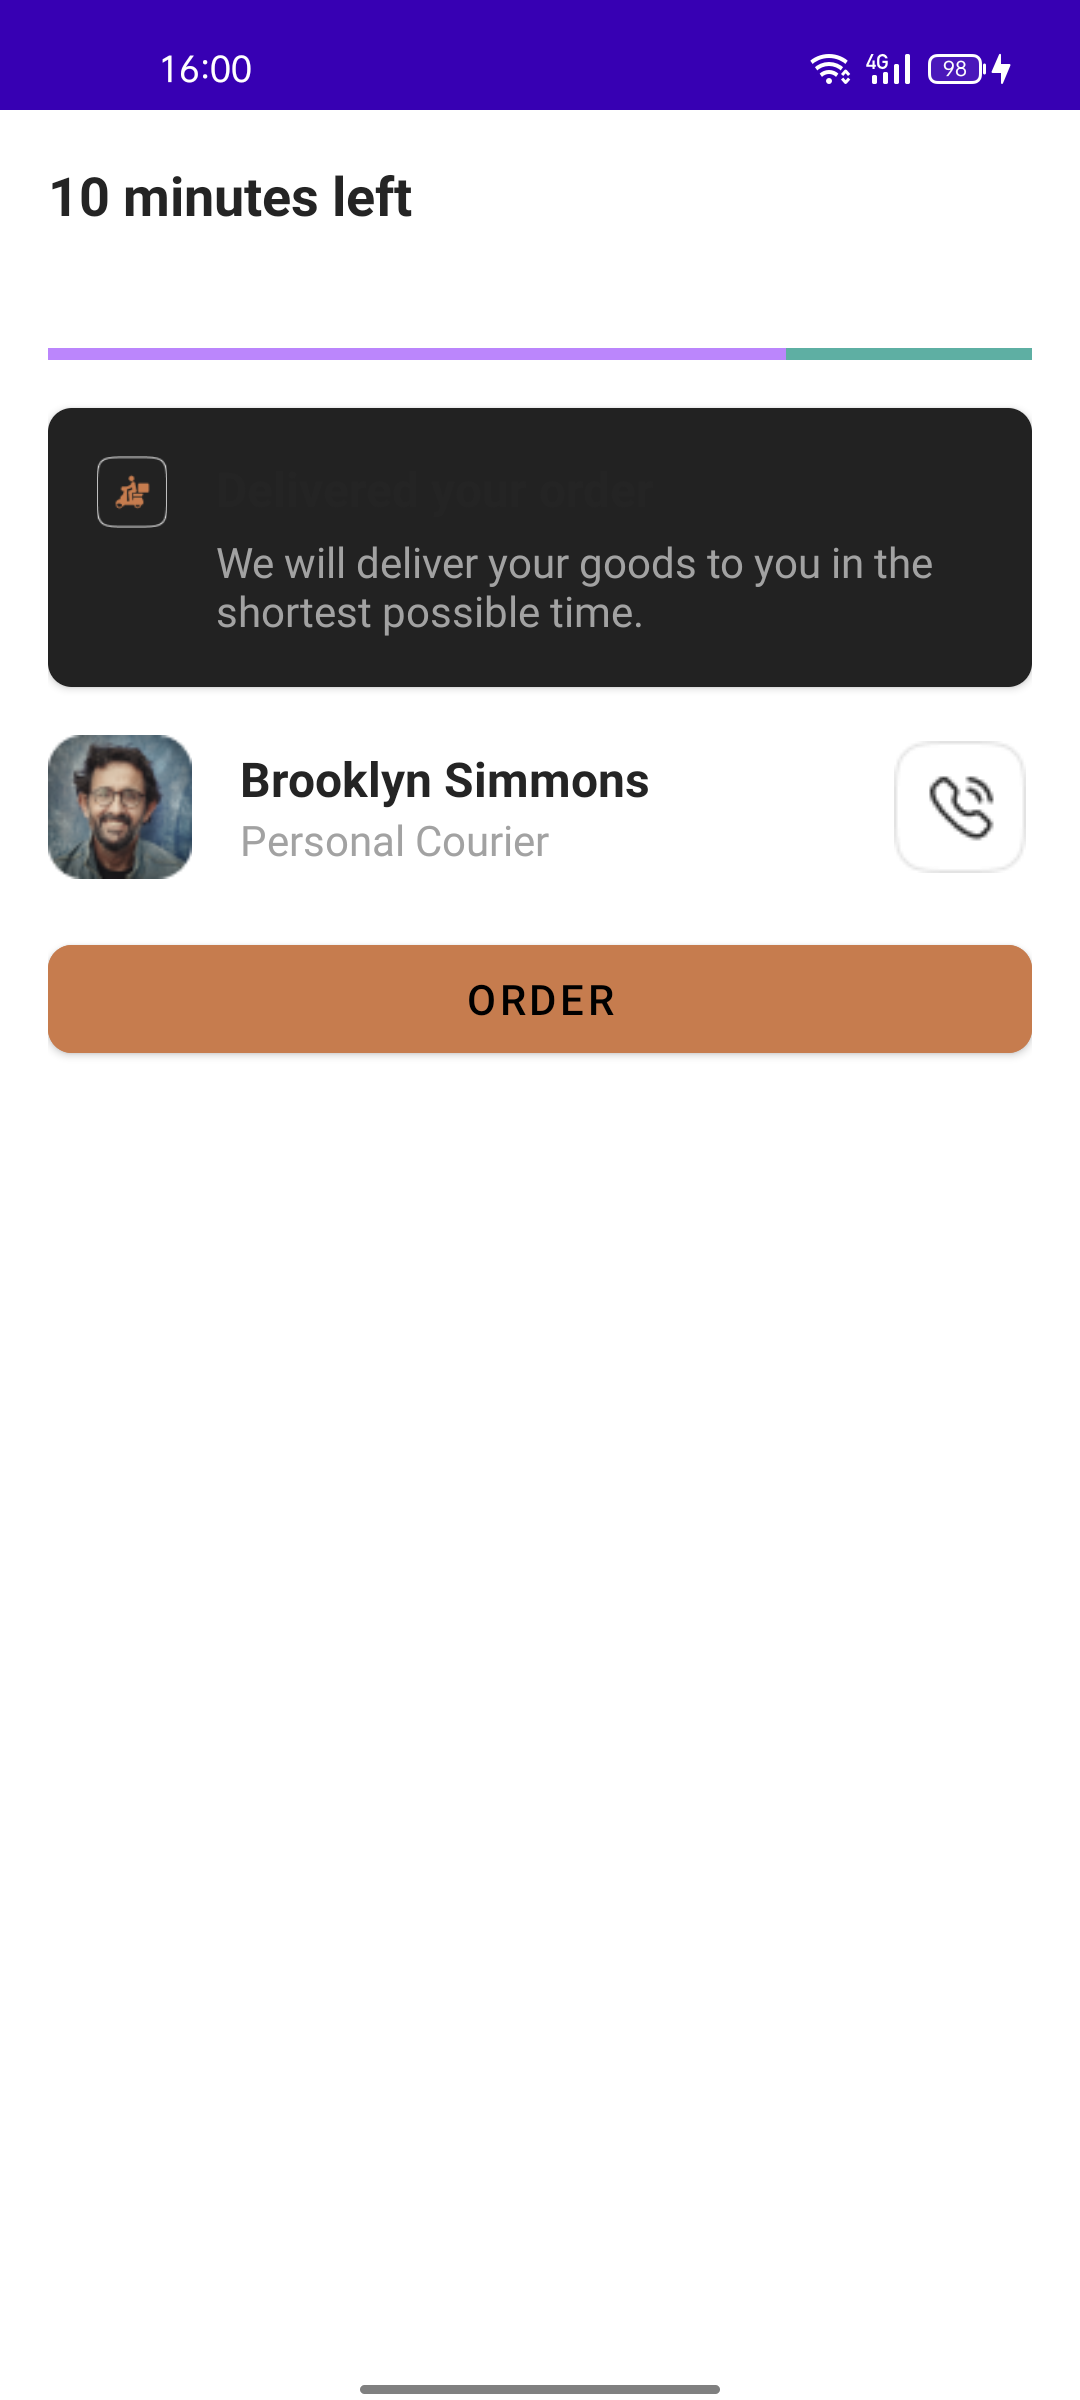 16:00
4G
98
10 minutes left
Delivered your order
We will deliver your goods to you in the
shortest possible time.
Brooklyn Simmons
Personal Courier
ORDER